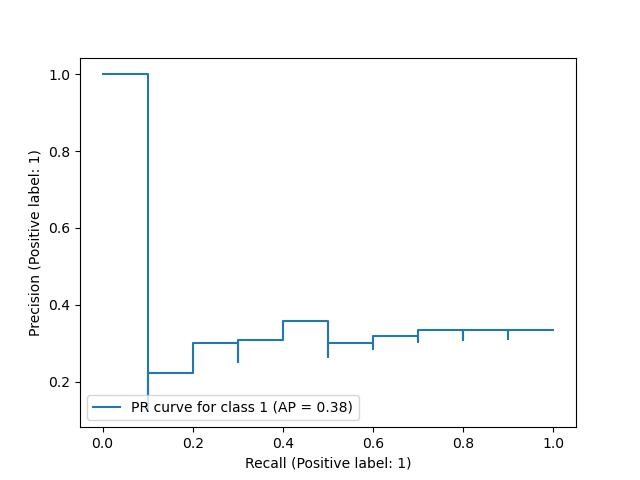 1.0
0.8
0.6
0.4
0.2
Precision (Positive label: 1)
PR curve for class 1 (AP = 0.38)
0.0 0.2 0.4 0.6 0.8 1.0
Recall (Positive label: 1)